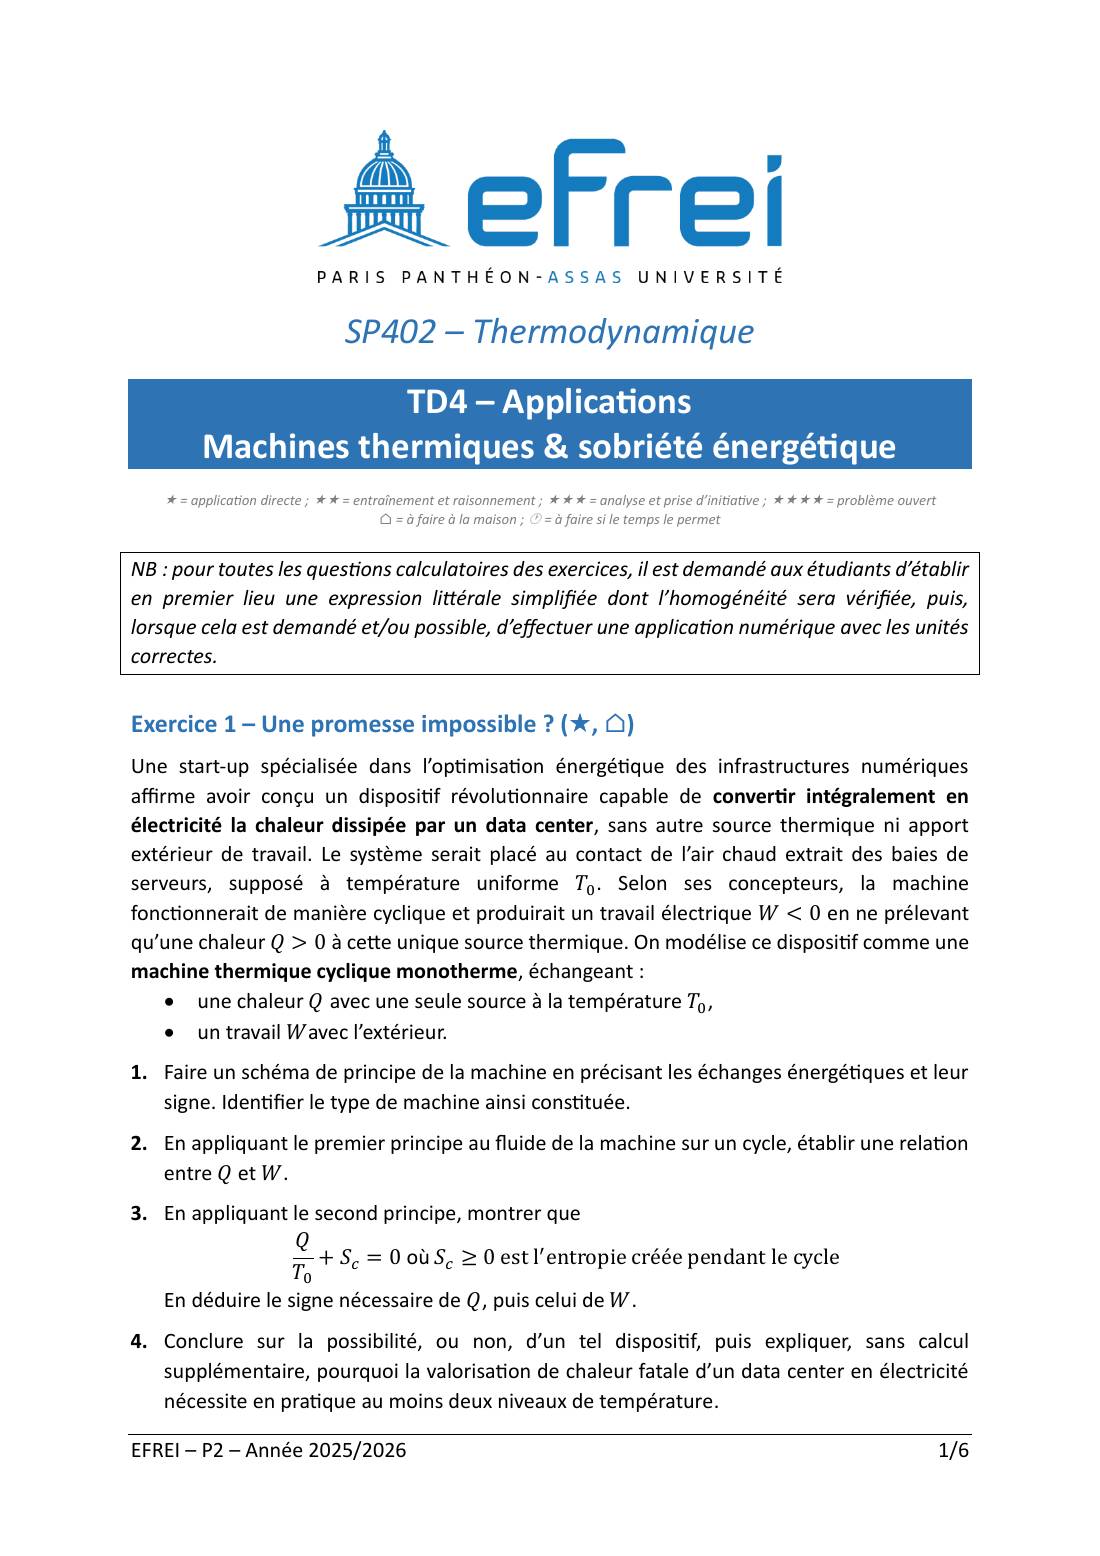 efrei
PARIS PANTHÉON-ASSAS UNIVERSITÉ
SP402 – Thermodynamique
TD4 – Applications
Machines thermiques & sobriété énergétique
★ = application directe ; ★★ = entraînement et raisonnement ; ★★★ = analyse et prise d’initiative ; ★★★★ = problème ouvert
⌂ = à faire à la maison ; 🕐 = à faire si le temps le permet
NB : pour toutes les questions calculatoires des exercices, il est demandé aux étudiants d’établir
en premier lieu une expression littérale simplifiée dont l’homogénéité sera vérifiée, puis,
lorsque cela est demandé et/ou possible, d’effectuer une application numérique avec les unités
correctes.
Exercice 1 – Une promesse impossible ? (★, ⌂)
Une start-up spécialisée dans l’optimisation énergétique des infrastructures numériques
affirme avoir conçu un dispositif révolutionnaire capable de convertir intégralement en
électricité la chaleur dissipée par un data center, sans autre source thermique ni apport
extérieur de travail. Le système serait placé au contact de l’air chaud extrait des baies de
serveurs, supposé à température uniforme T₀. Selon ses concepteurs, la machine
fonctionnerait de manière cyclique et produirait un travail électrique W < 0 en ne prélevant
qu’une chaleur Q > 0 à cette unique source thermique. On modélise ce dispositif comme une
machine thermique cyclique monotherme, échangeant :
• une chaleur Q avec une seule source à la température T₀,
• un travail W avec l’extérieur.
1. Faire un schéma de principe de la machine en précisant les échanges énergétiques et leur
signe. Identifier le type de machine ainsi constituée.
2. En appliquant le premier principe au fluide de la machine sur un cycle, établir une relation
entre Q et W.
3. En appliquant le second principe, montrer que
Q/T₀ + S_c = 0 où S_c ≥ 0 est l′entropie créée pendant le cycle
En déduire le signe nécessaire de Q, puis celui de W.
4. Conclure sur la possibilité, ou non, d’un tel dispositif, puis expliquer, sans calcul
supplémentaire, pourquoi la valorisation de chaleur fatale d’un data center en électricité
nécessite en pratique au moins deux niveaux de température.
EFREI – P2 – Année 2025/2026 1/6